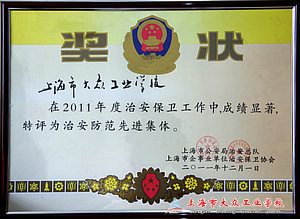 奖 状
上海市大众工业学校
在2011年度治安保卫工作中,成绩显著,
特评为治安防范先进集体。
上海市公安局治安总队
上海市企事业单位治安保卫协会
二〇一一年十二月一日
上海市大众工业学校